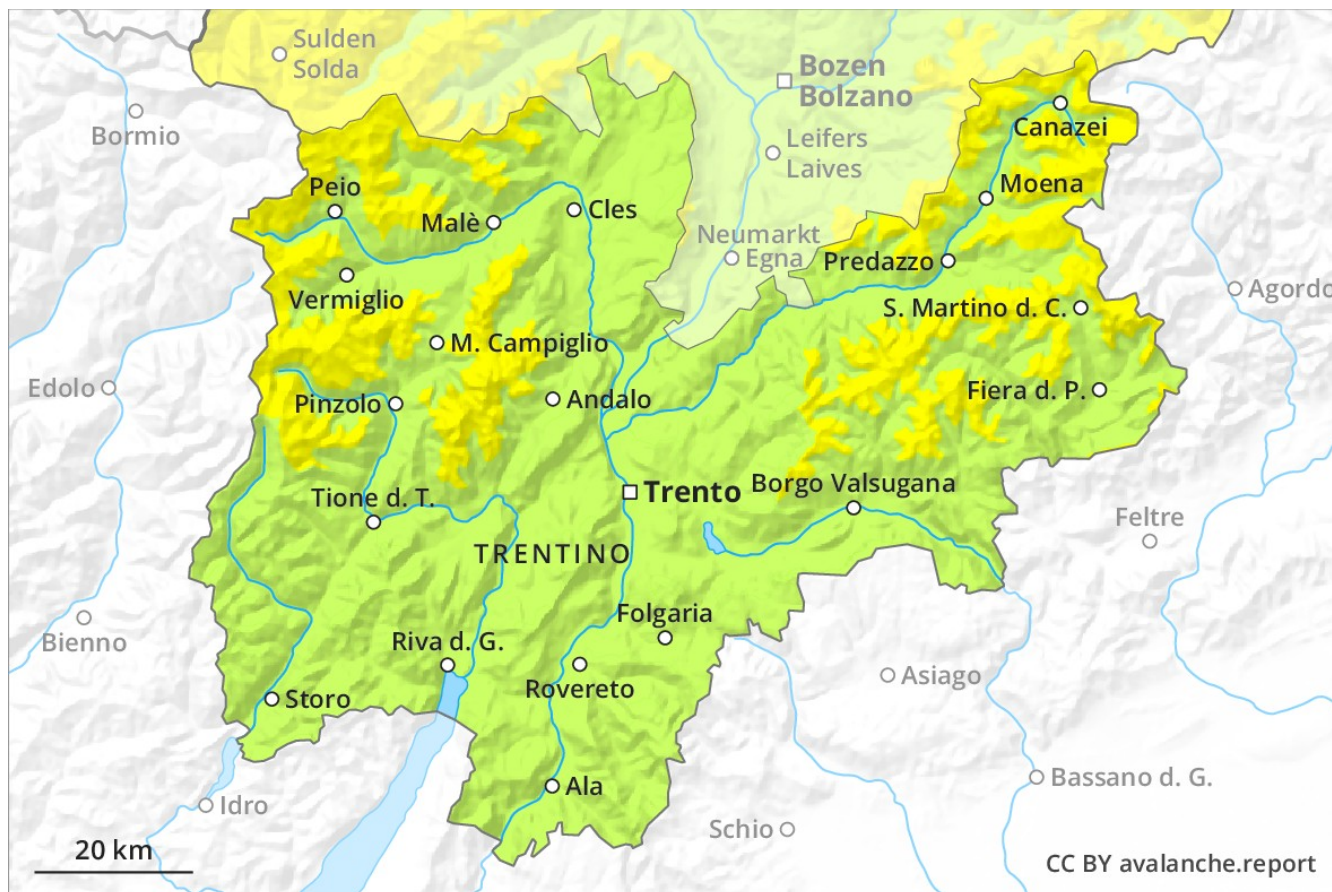 Sulden
Solda
Bozen
Bolzano
Bormio
Canazei
Leifers
Laives
Peio
Moena
Malè
Cles
Neumarkt
Egna
Predazzo
Vermiglio
Agordo
S. Martino d. C.
M. Campiglio
Edolo
Fiera d. P.
Pinzolo
Andalo
Trento
Borgo Valsugana
Tione d. T.
Feltre
TRENTINO
Folgaria
Bienno
Riva d. G.
Asiago
Rovereto
Storo
Bassano d. G.
Ala
Idro
Schio
20 km
CC BY avalanche.report